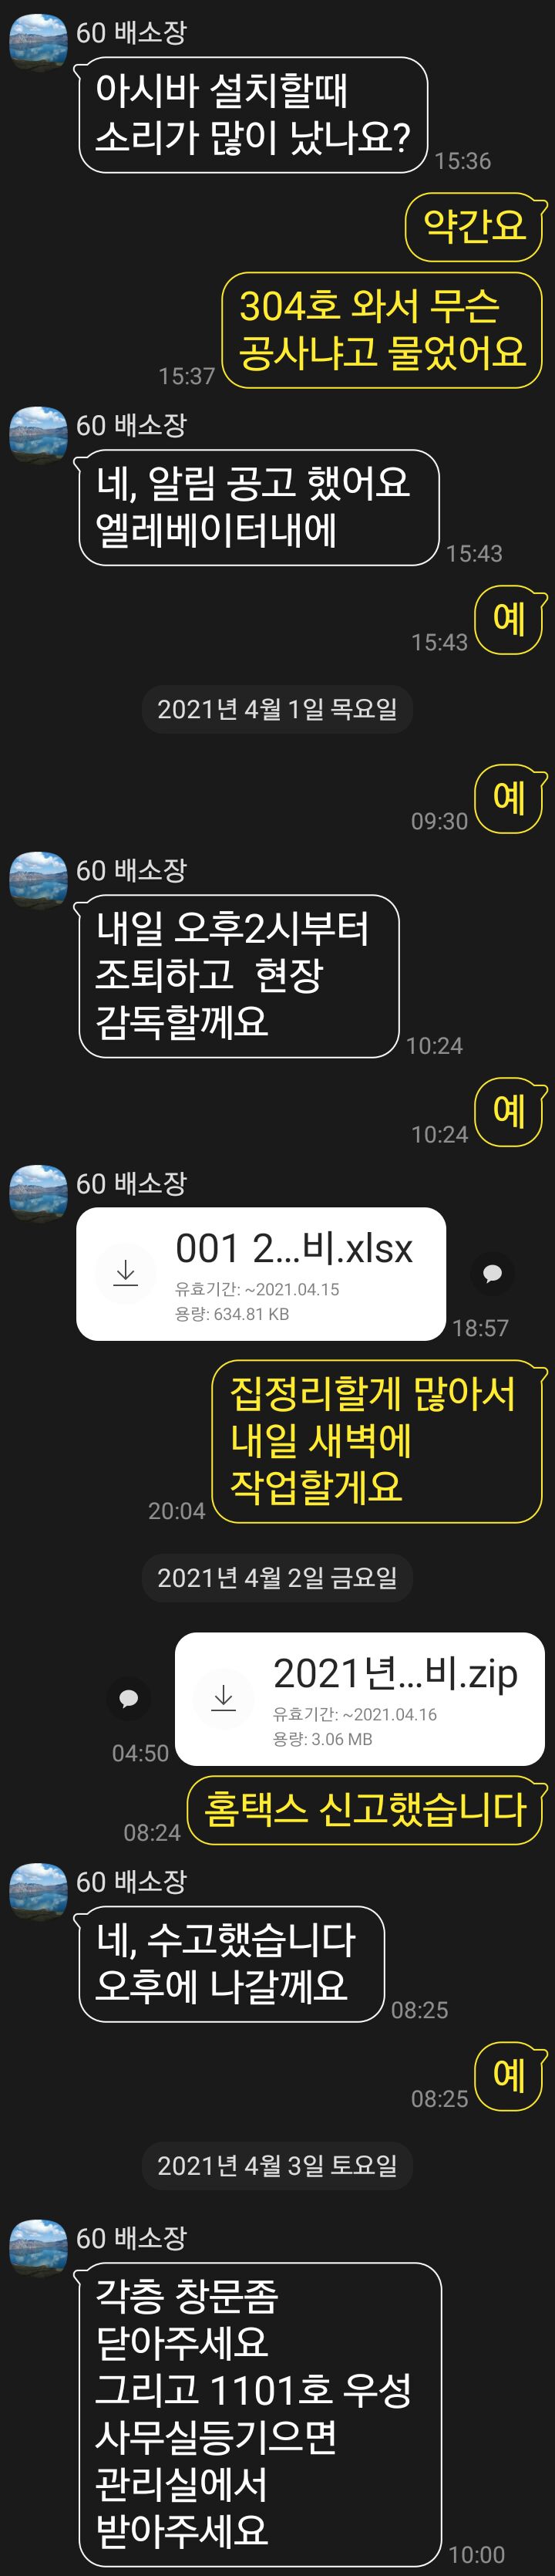 60 배소장
아시바 설치할때
소리가 많이 났나요?
15:36
약간요
304호 와서 무슨
공사냐고 물었어요
15:37
60 배소장
네, 알림 공고 했어요
엘레베이터내에
15:43
예
15:43
2021년 4월 1일 목요일
예
09:30
60 배소장
내일 오후2시부터
조퇴하고 현장
감독할께요
10:24
예
10:24
60 배소장
001 2...비.xlsx
유효기간: ~2021.04.15
용량: 634.81 KB
18:57
집정리할게 많아서
내일 새벽에
작업할게요
20:04
2021년 4월 2일 금요일
2021년...비.zip
유효기간: ~2021.04.16
용량: 3.06 MB
04:50
홈택스 신고했습니다
08:24
60 배소장
네, 수고했습니다
오후에 나갈께요
08:25
예
08:25
2021년 4월 3일 토요일
60 배소장
각층 창문좀
닫아주세요
그리고 1101호 우성
사무실등기으면
관리실에서
받아주세요
10:00